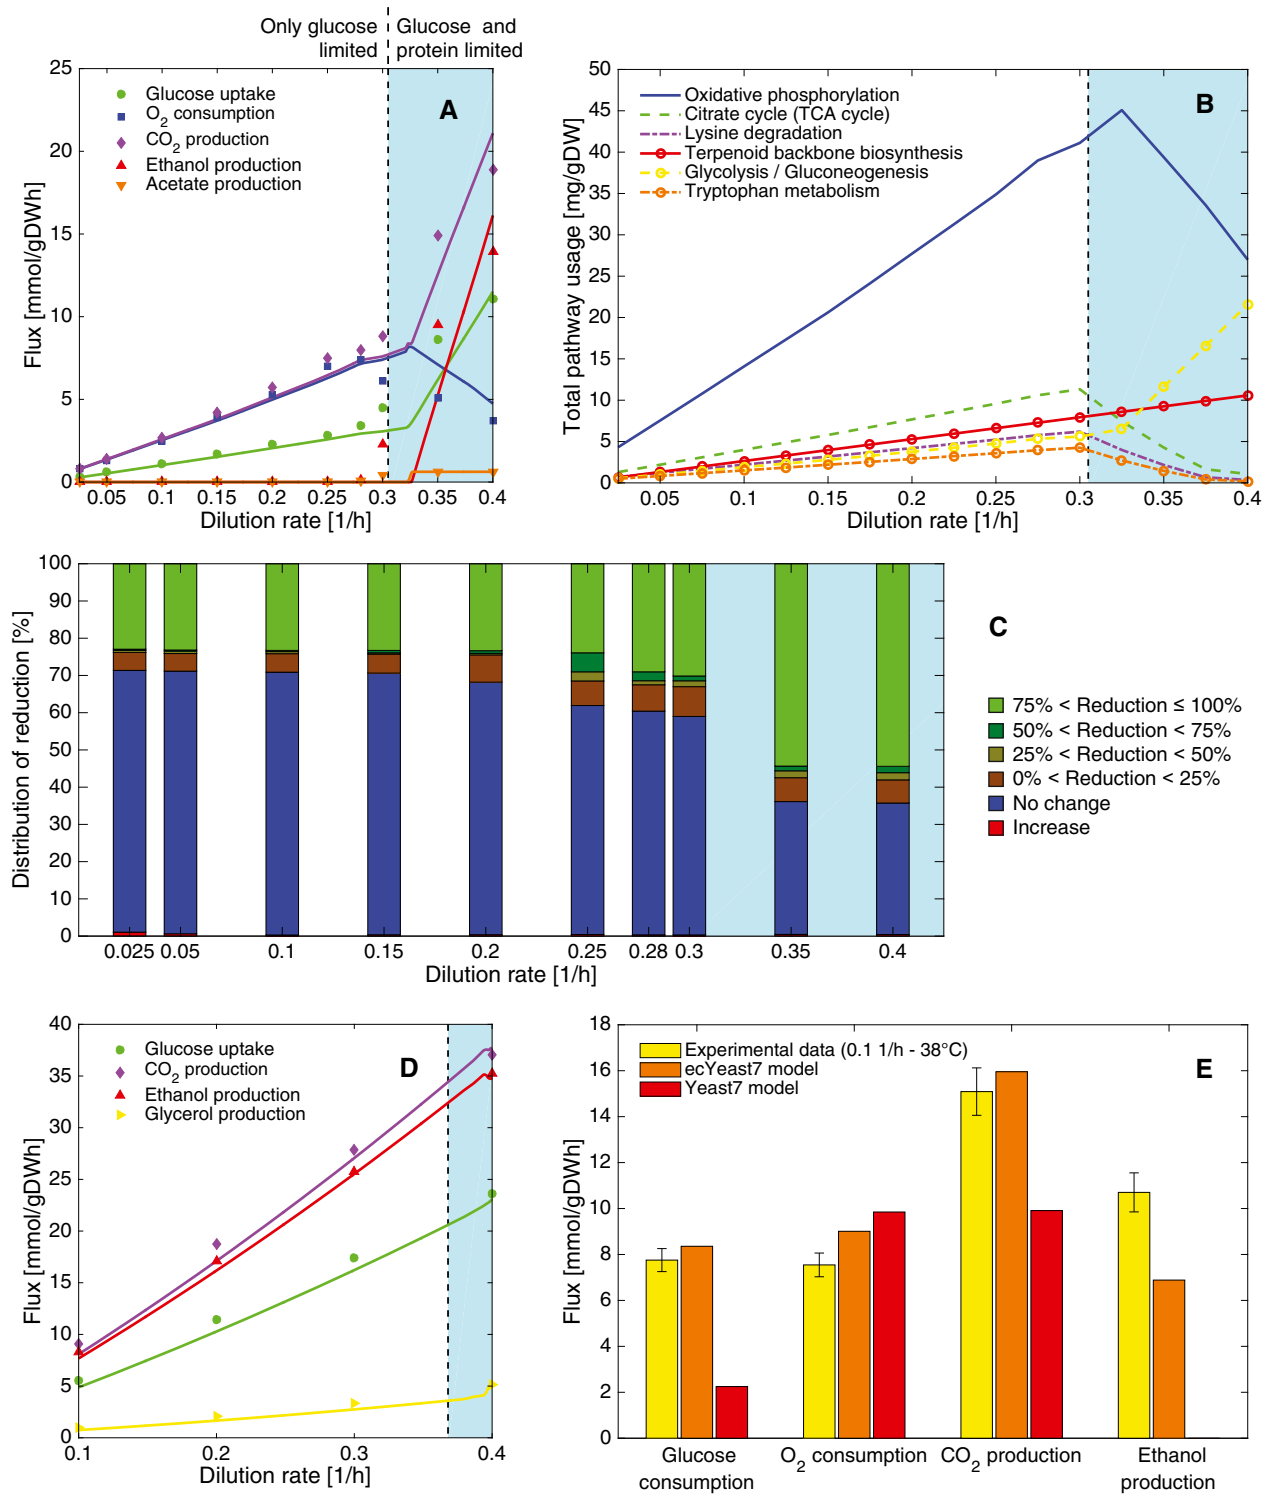 Only glucose limited
Glucose and protein limited
A
Glucose uptake
O2 consumption
CO2 production
Ethanol production
Acetate production
Flux [mmol/gDWh]
25
20
15
10
5
0
0.05 0.1 0.15 0.2 0.25 0.3 0.35 0.4
Dilution rate [1/h]
B
Oxidative phosphorylation
Citrate cycle (TCA cycle)
Lysine degradation
Terpenoid backbone biosynthesis
Glycolysis / Gluconeogenesis
Tryptophan metabolism
Total pathway usage [mg/gDW]
50
45
40
35
30
25
20
15
10
5
0
0.05 0.1 0.15 0.2 0.25 0.3 0.35 0.4
Dilution rate [1/h]
C
Distribution of reduction [%]
100
90
80
70
60
50
40
30
20
10
0
0.025 0.05 0.1 0.15 0.2 0.25 0.28 0.3 0.35 0.4
Dilution rate [1/h]
75% < Reduction ≤ 100%
50% < Reduction < 75%
25% < Reduction < 50%
0% < Reduction < 25%
No change
Increase
D
Glucose uptake
CO2 production
Ethanol production
Glycerol production
Flux [mmol/gDWh]
40
35
30
25
20
15
10
5
0
0.1 0.2 0.3 0.4
Dilution rate [1/h]
E
Experimental data (0.1 1/h - 38°C)
ecYeast7 model
Yeast7 model
Flux [mmol/gDWh]
18
16
14
12
10
8
6
4
2
0
Glucose consumption
O2 consumption
CO2 production
Ethanol production